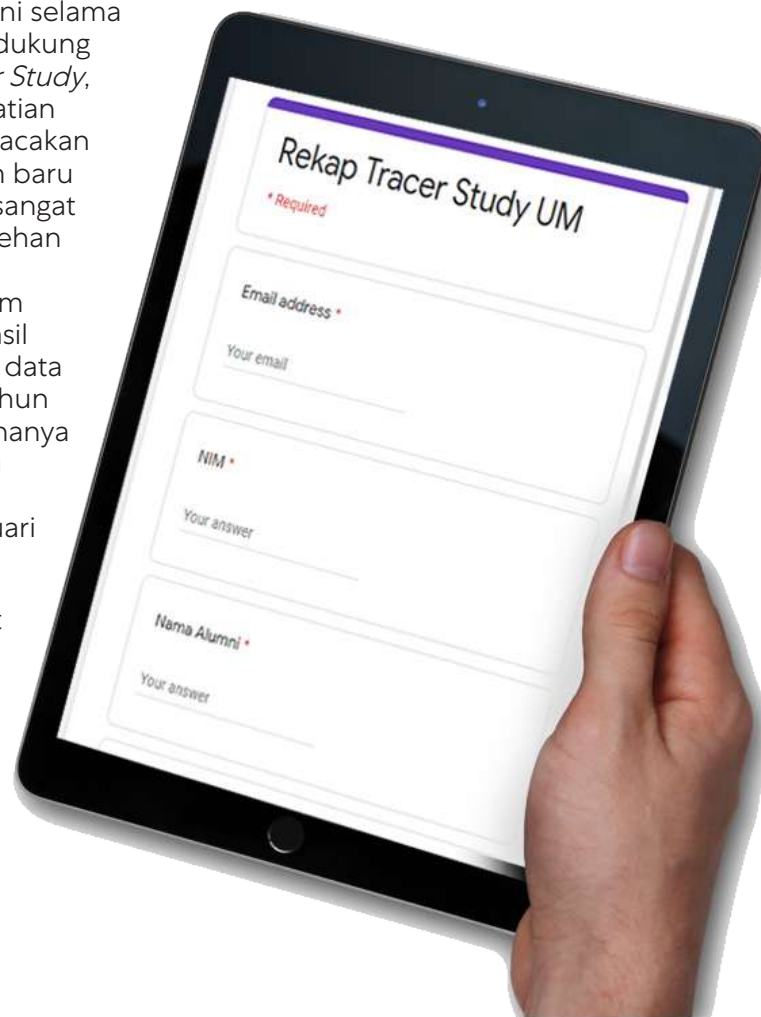 ni selama
dukung
r Study,
atian
acakan
n baru
sangat
ehan
m
sil
data
hun
hanya
uari
t
Rekap Tracer Study UM
* Required
Email address *
Your email
NIM *
Your answer
Nama Alumni *
Your answer